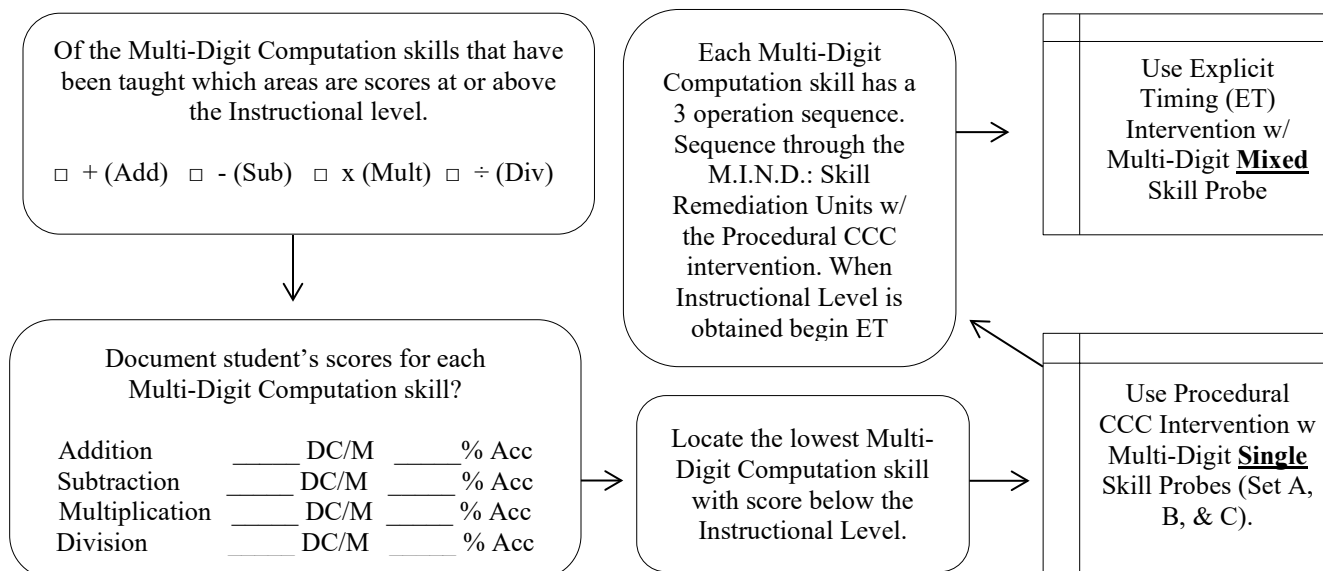 Of the Multi-Digit Computation skills that have
been taught which areas are scores at or above
the Instructional level.
□ + (Add) □ - (Sub) □ x (Mult) □ ÷ (Div)
Document student's scores for each
Multi-Digit Computation skill?
Addition _____ DC/M _____% Acc
Subtraction _____ DC/M _____% Acc
Multiplication _____ DC/M _____ % Acc
Division _____ DC/M _____ % Acc
Locate the lowest Multi-
Digit Computation skill
with score below the
Instructional Level.
Use Procedural
CCC Intervention w
Multi-Digit Single
Skill Probes (Set A,
B, & C).
Each Multi-Digit
Computation skill has a
3 operation sequence.
Sequence through the
M.I.N.D.: Skill
Remediation Units w/
the Procedural CCC
intervention. When
Instructional Level is
obtained begin ET
Use Explicit
Timing (ET)
Intervention w/
Multi-Digit Mixed
Skill Probe